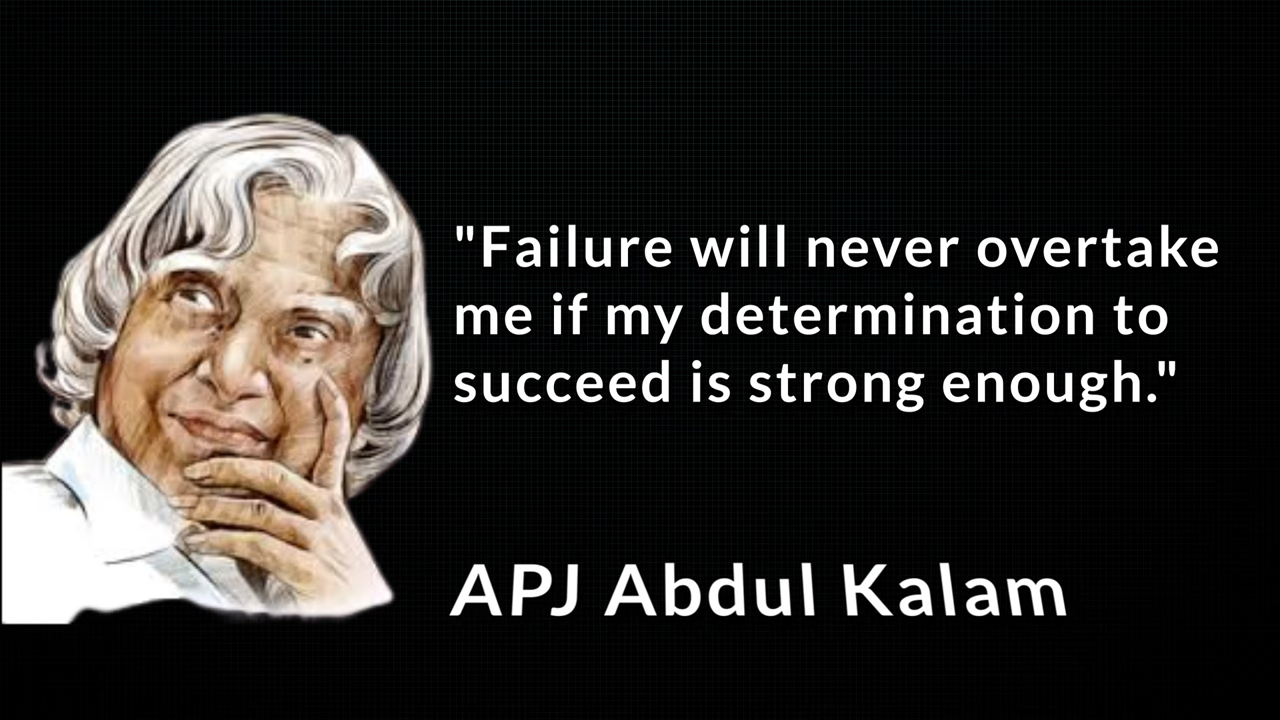 "Failure will never overtake
me if my determination to
succeed is strong enough."
APJ Abdul Kalam